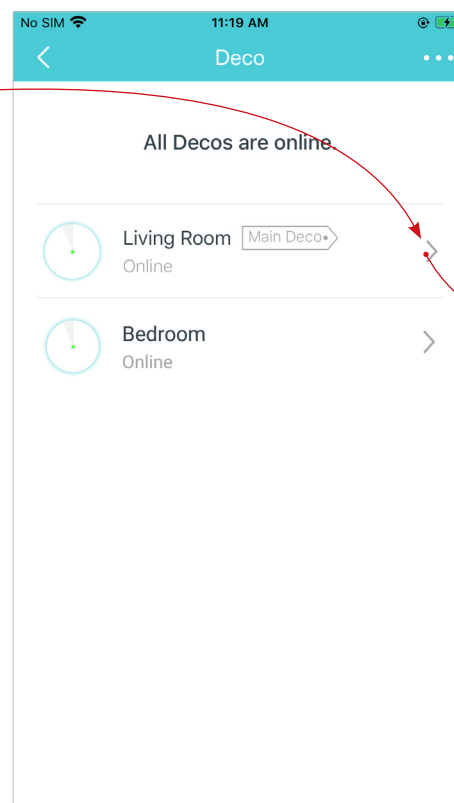 No SIM 11:19 AM
Deco
All Decos are online.
Living Room Main Deco
Online
Bedroom
Online